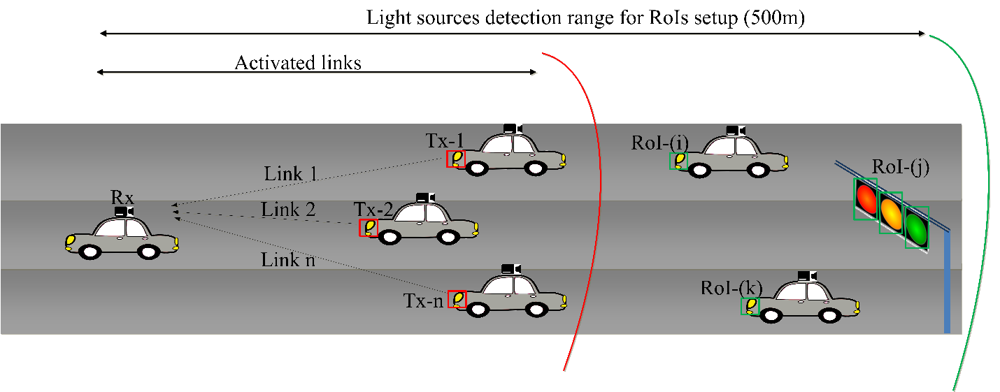 Light sources detection range for RoIs setup (500m)
Activated links
Tx-1
RoI-(i)
RoI-(j)
Link 1
Rx
Link 2
Tx-2
Link n
RoI-(k)
Tx-n